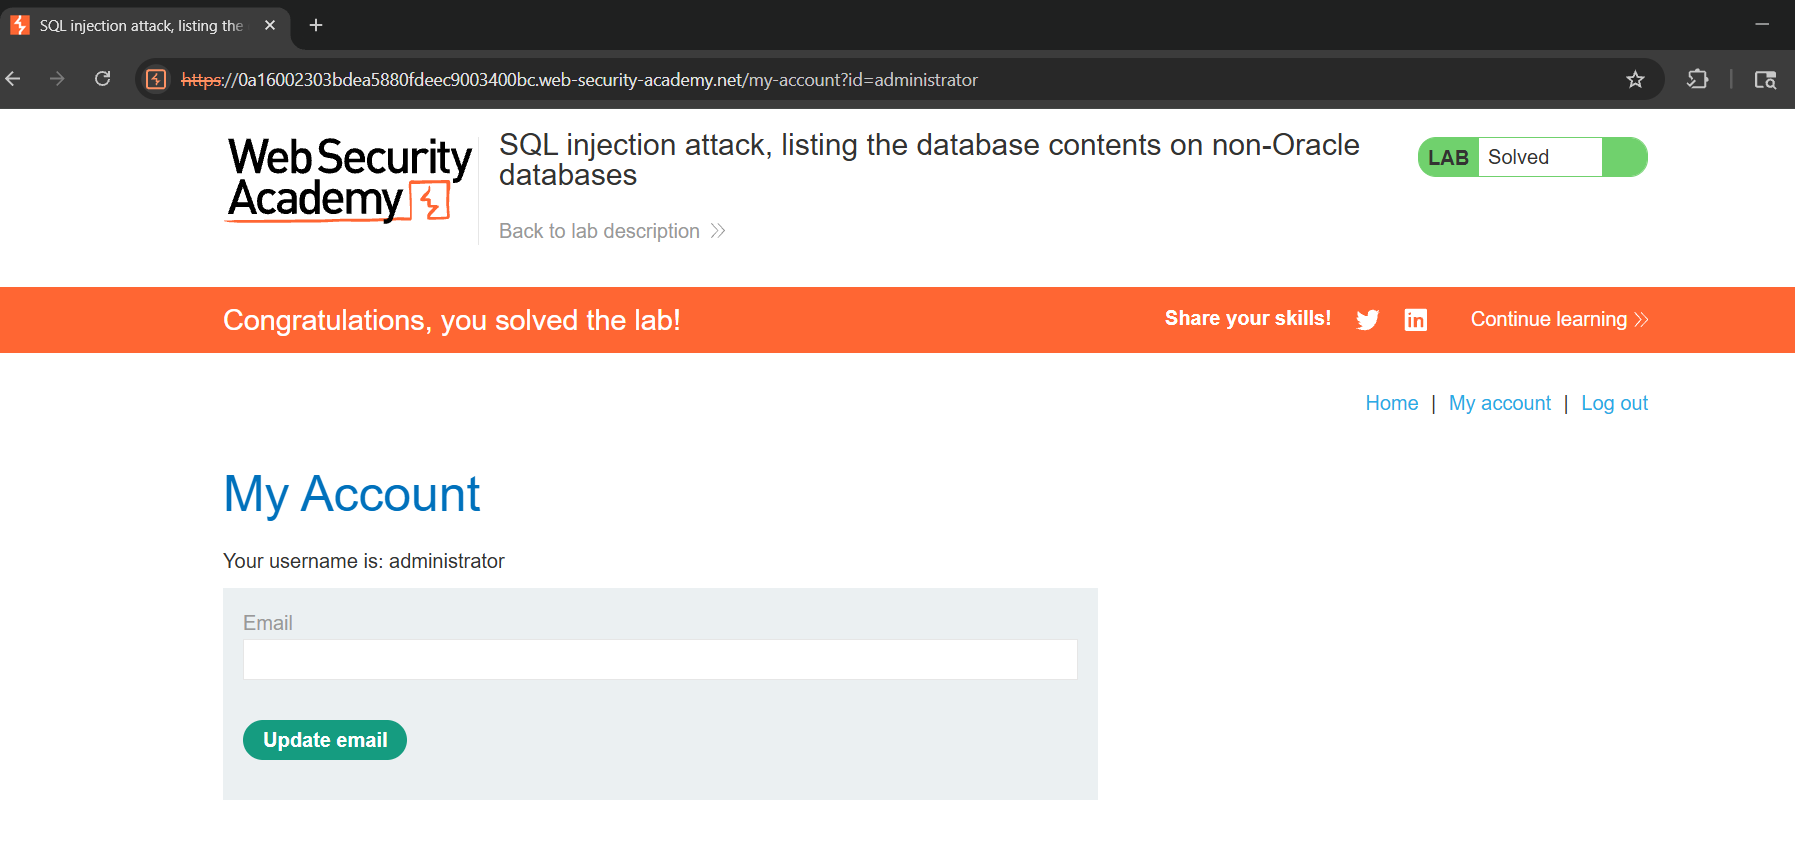 SQL injection attack, listing the
https://0a16002303bdea5880fdeec9003400bc.web-security-academy.net/my-account?id=administrator
Web Security
Academy
SQL injection attack, listing the database contents on non-Oracle
databases
Back to lab description
LAB Solved
Congratulations, you solved the lab!
Share your skills!
Continue learning
Home | My account | Log out
My Account
Your username is: administrator
Email
Update email